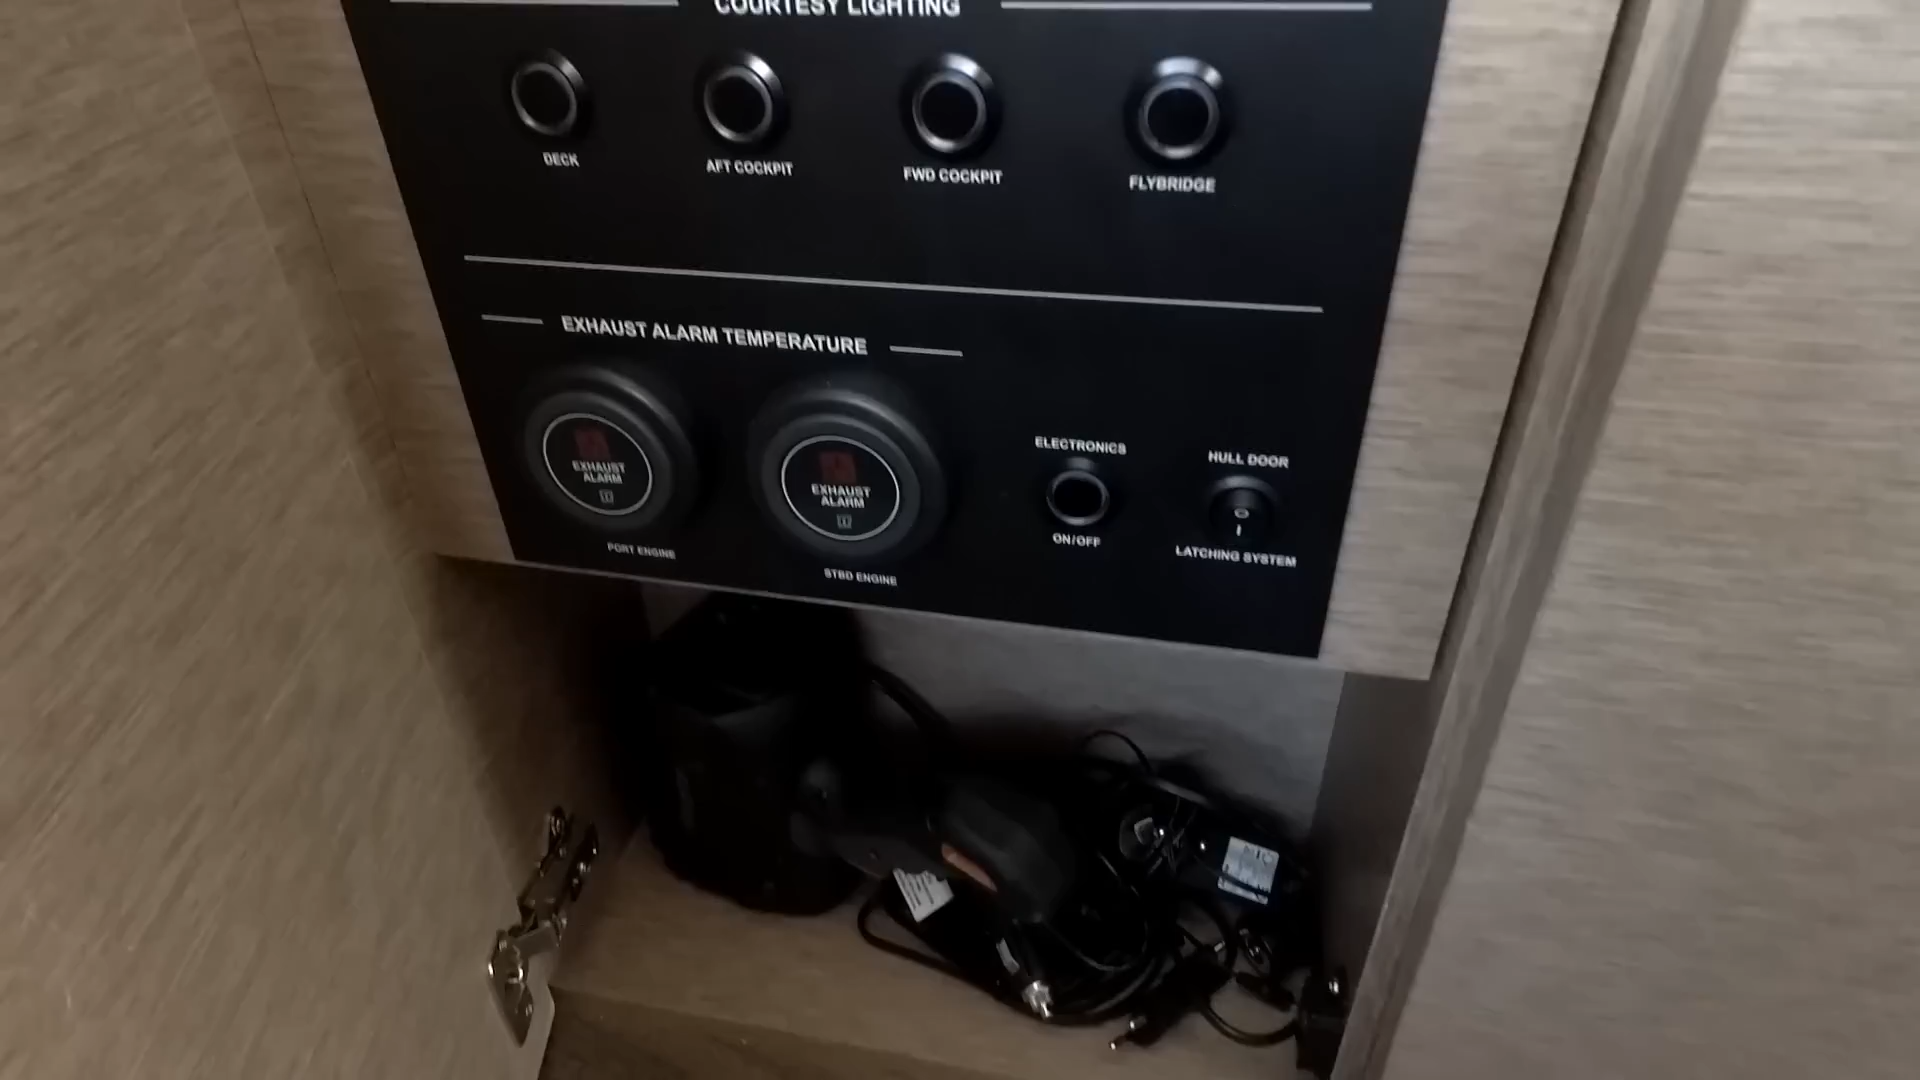 COURTESY LIGHTING
DECK
AFT COCKPIT
FWD COCKPIT
FLYBRIDGE
EXHAUST ALARM TEMPERATURE
EXHAUST
ALARM
PORT ENGINE
EXHAUST
ALARM
STBD ENGINE
ELECTRONICS
ON/OFF
HULL DOOR
O
I
LATCHING SYSTEM